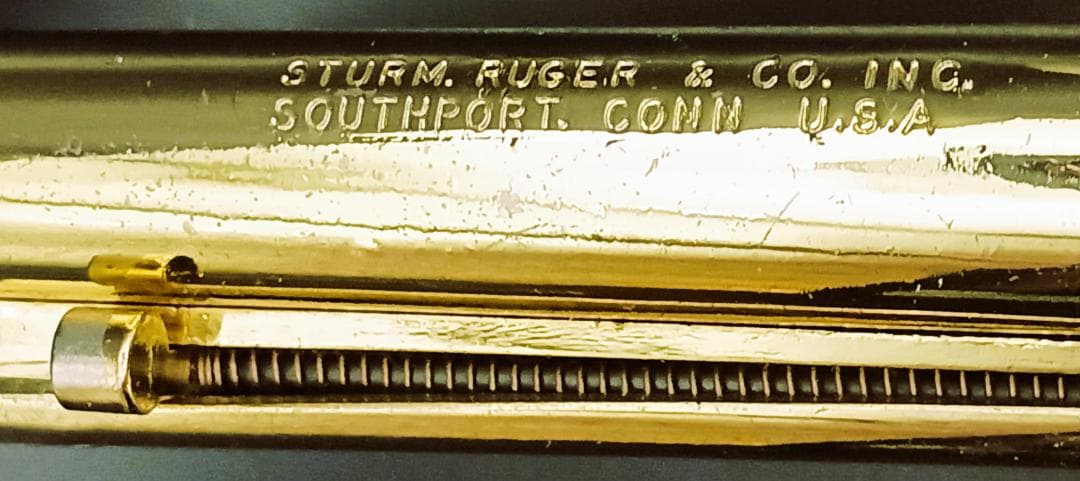 STURM. RUGER & CO. INC.
SOUTHPORT. CONN U.S.A